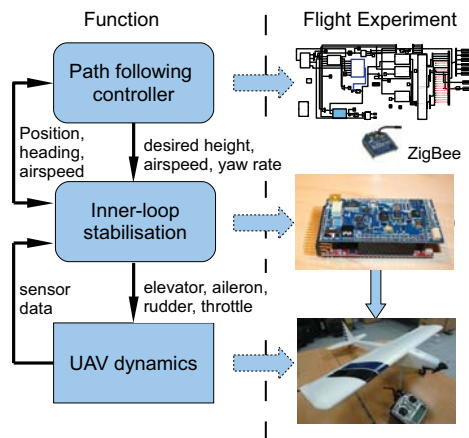 Function
Flight Experiment
Path following
controller
Position,
heading,
airspeed
desired height,
airspeed, yaw rate
ZigBee
Inner-loop
stabilisation
sensor
data
elevator, aileron,
rudder, throttle
UAV dynamics